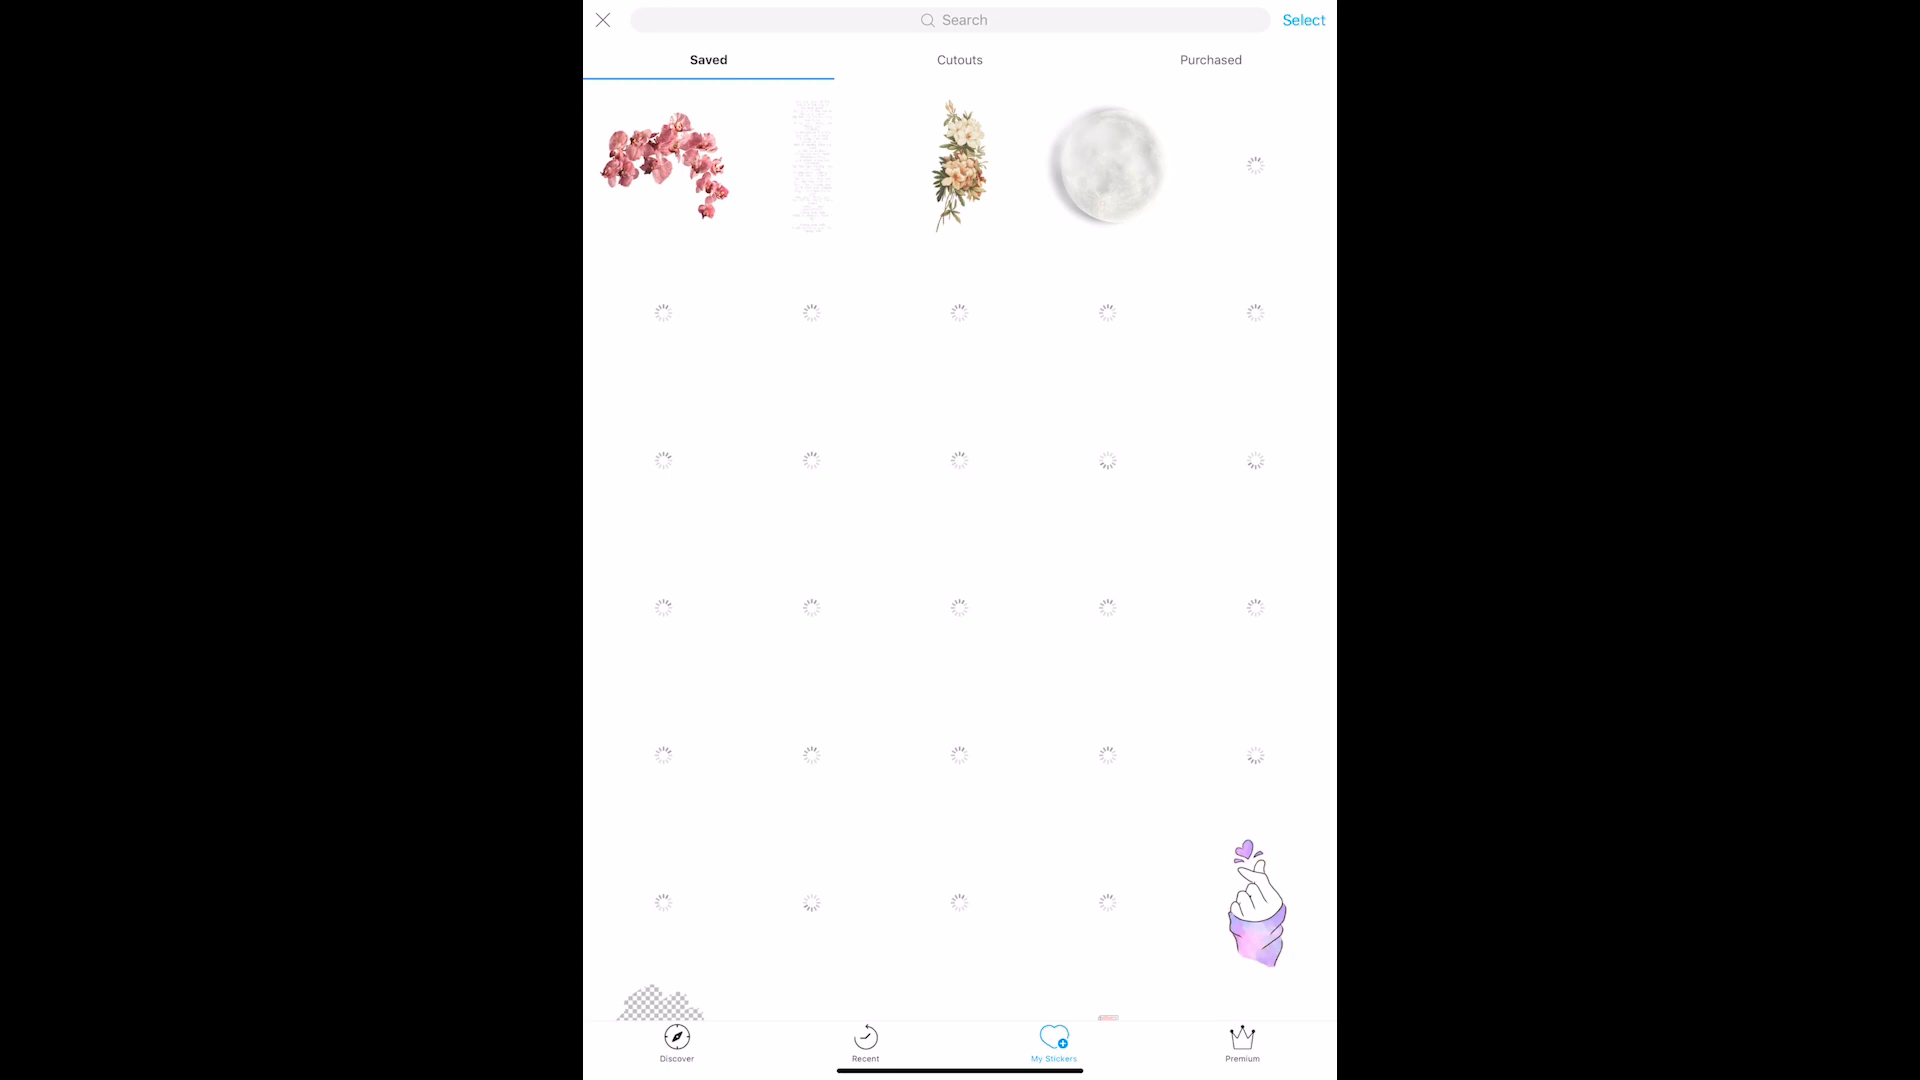 Search
Select
Saved
Cutouts
Purchased
Discover
Recent
My Stickers
Premium